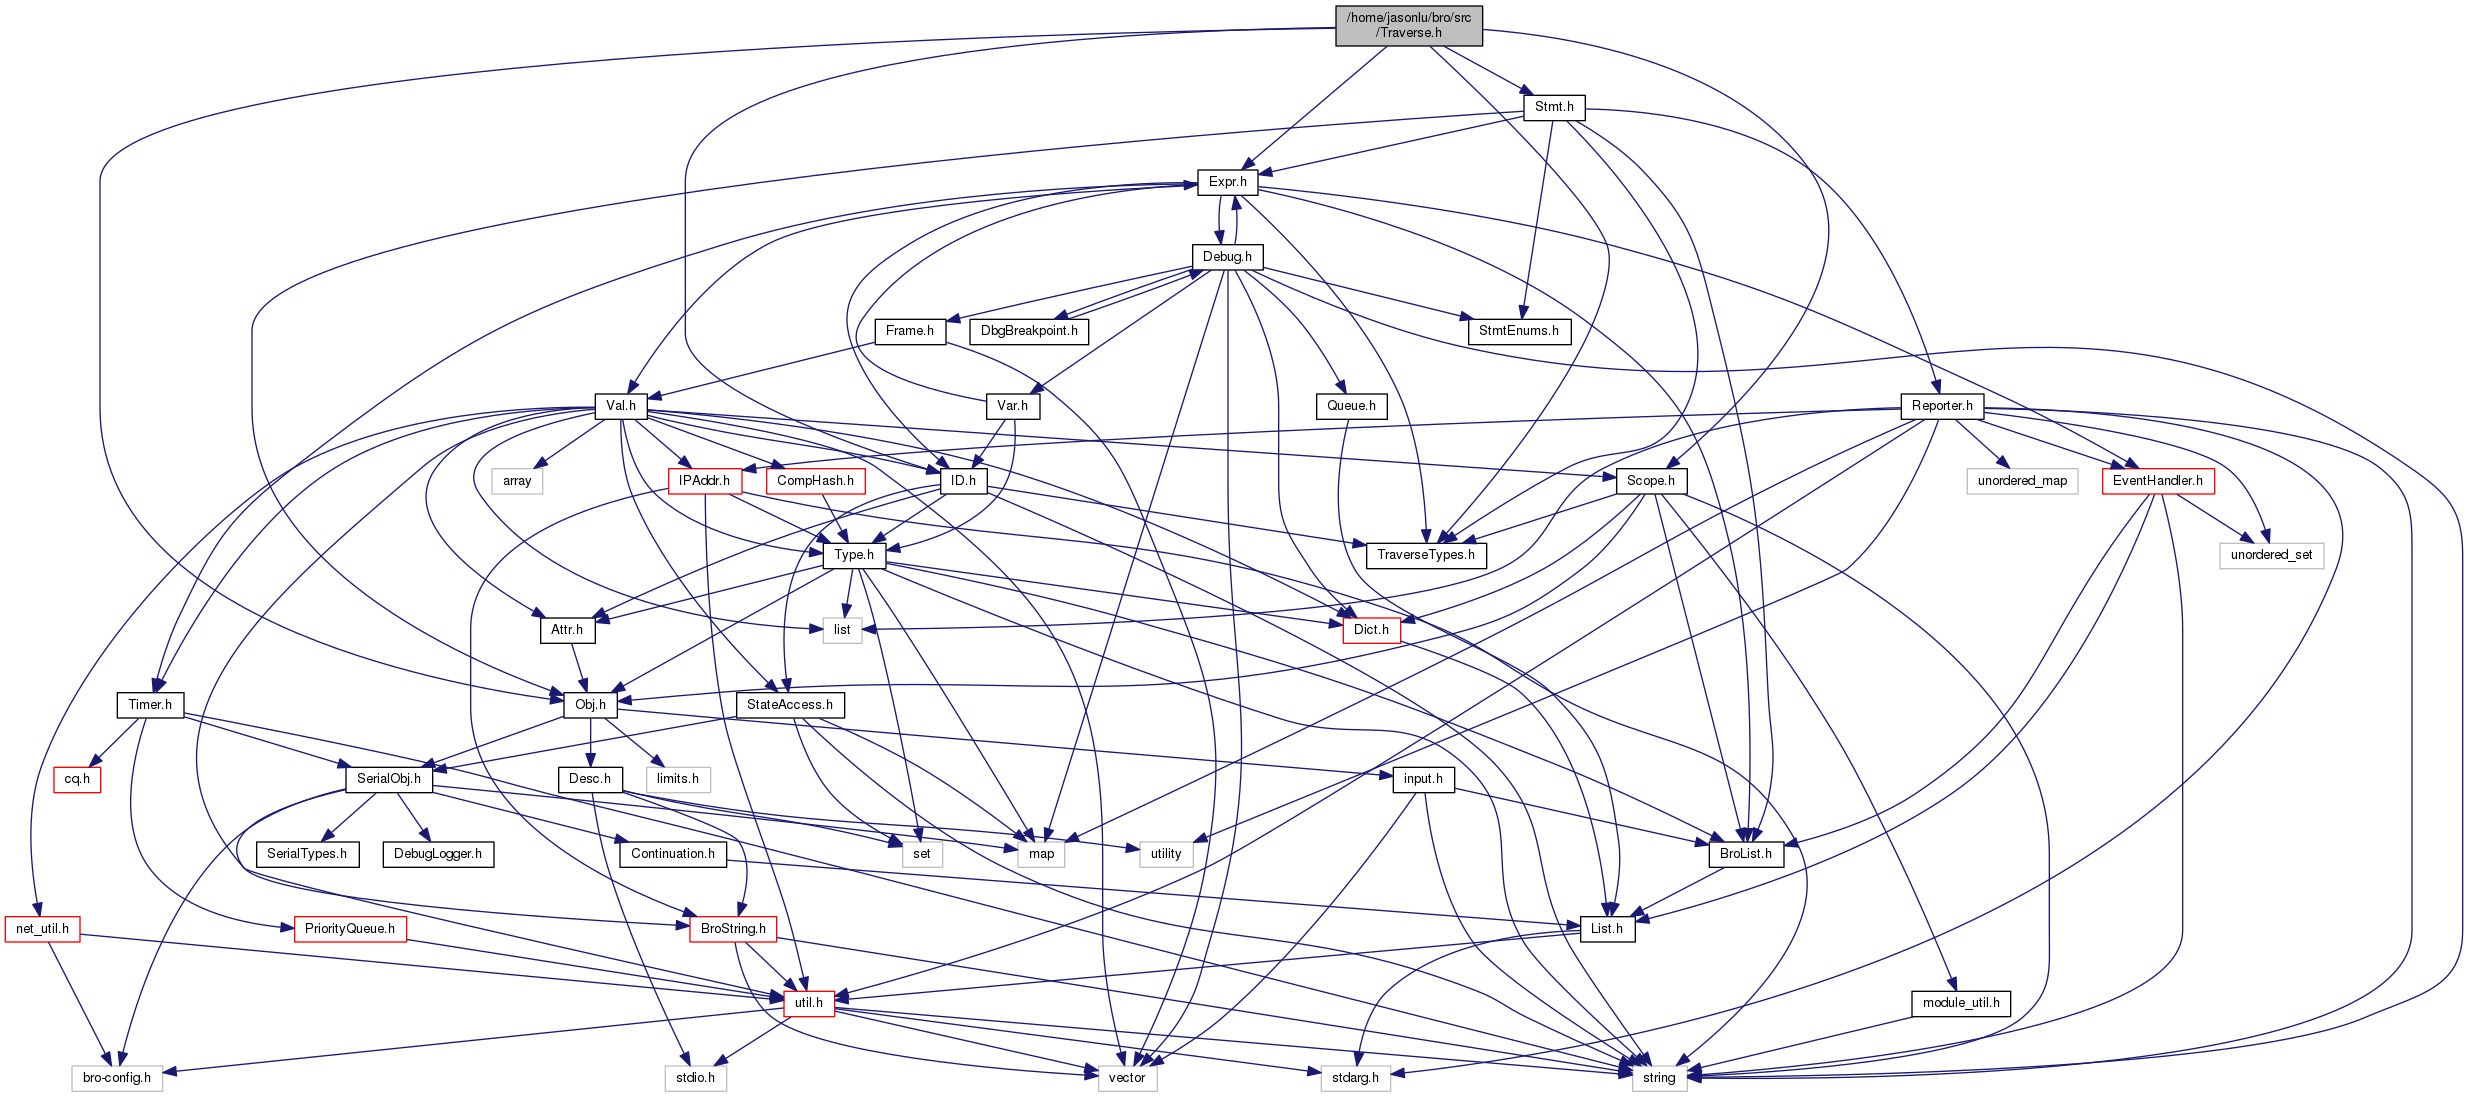 /home/jasonlu/bro/src
/Traverse.h
Stmt.h
Expr.h
Debug.h
Frame.h
DbgBreakpoint.h
StmtEnums.h
Val.h
Var.h
Queue.h
Reporter.h
array
IPAddr.h
CompHash.h
ID.h
Scope.h
unordered_map
EventHandler.h
Type.h
TraverseTypes.h
unordered_set
Attr.h
list
Dict.h
Timer.h
Obj.h
StateAccess.h
cq.h
SerialObj.h
Desc.h
limits.h
input.h
SerialTypes.h
DebugLogger.h
Continuation.h
set
map
utility
BroList.h
net_util.h
PriorityQueue.h
BroString.h
List.h
util.h
module_util.h
bro-config.h
stdio.h
vector
stdarg.h
string